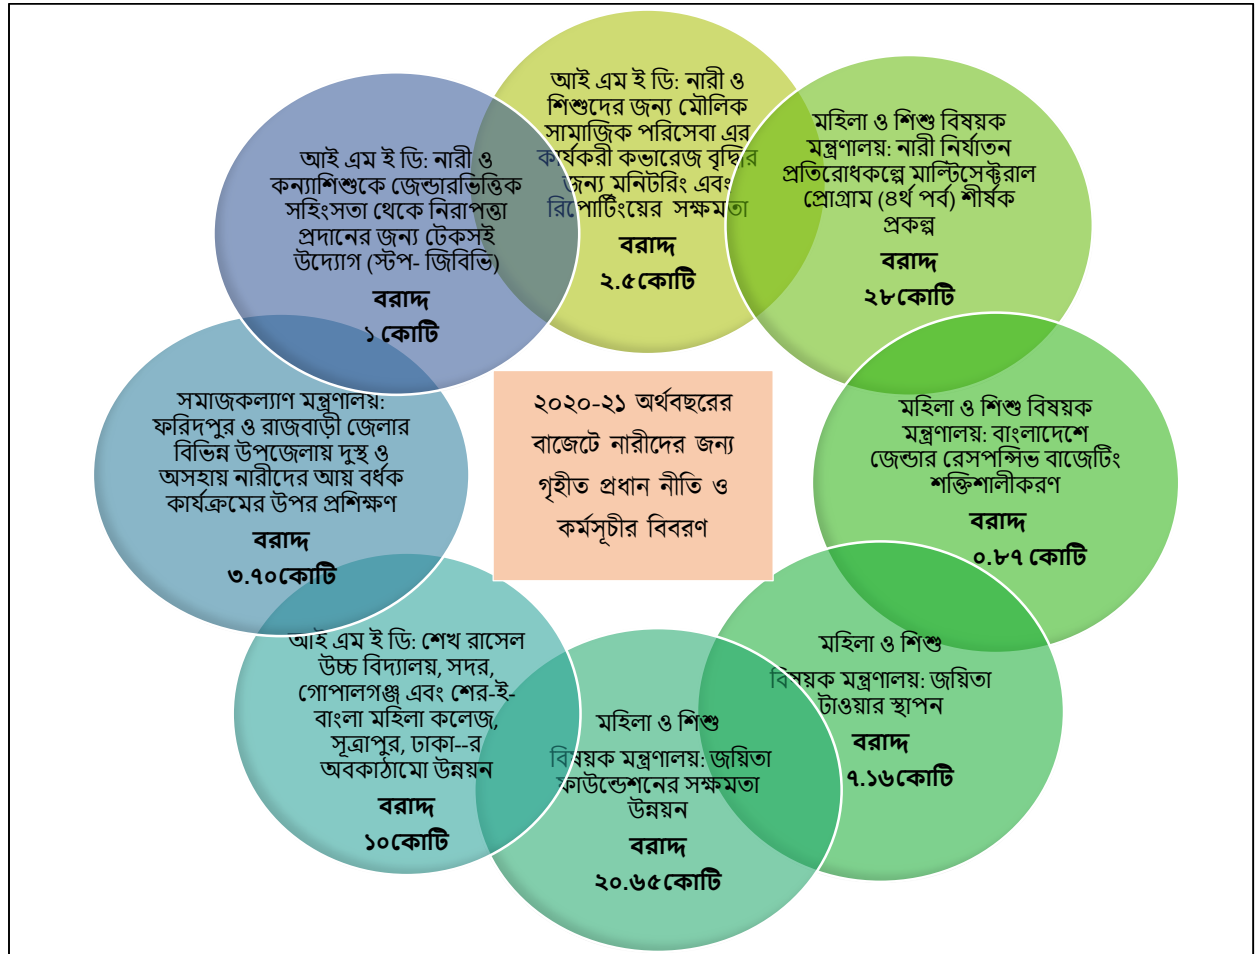 আই এম ই ডি: নারী ও
শিশুদের জন্য মৌলিক
সামাজিক পরিসেবা এর
কার্যকরী কভারেজ বৃদ্ধির
জন্য মনিটরিং এবং
রিপোর্টিংয়ের সক্ষমতা
বরাদ্দ
২.৫কোটি
মহিলা ও শিশু বিষয়ক
মন্ত্রণালয়: নারী নির্যাতন
প্রতিরোধকল্পে মাল্টিসেক্টরাল
প্রোগ্রাম (৪র্থ পর্ব) শীর্ষক
প্রকল্প
বরাদ্দ
২৮কোটি
মহিলা ও শিশু বিষয়ক
মন্ত্রণালয়: বাংলাদেশে
জেন্ডার রেসপন্সিভ বাজেটিং
শক্তিশালীকরণ
বরাদ্দ
০.৮৭ কোটি
মহিলা ও শিশু
বিষয়ক মন্ত্রণালয়: জয়িতা
টাওয়ার স্থাপন
বরাদ্দ
৭.১৬কোটি
মহিলা ও শিশু
বিষয়ক মন্ত্রণালয়: জয়িতা
ফাউন্ডেশনের সক্ষমতা
উন্নয়ন
বরাদ্দ
২০.৬৫কোটি
আই এম ই ডি: শেখ রাসেল
উচ্চ বিদ্যালয়, সদর,
গোপালগঞ্জ এবং শের-ই-
বাংলা মহিলা কলেজ,
সূত্রাপুর, ঢাকা--র
অবকাঠামো উন্নয়ন
বরাদ্দ
১০কোটি
সমাজকল্যাণ মন্ত্রণালয়:
ফরিদপুর ও রাজবাড়ী জেলার
বিভিন্ন উপজেলায় দুস্থ ও
অসহায় নারীদের আয় বর্ধক
কার্যক্রমের উপর প্রশিক্ষণ
বরাদ্দ
৩.৭০কোটি
আই এম ই ডি: নারী ও
কন্যাশিশুকে জেন্ডারভিত্তিক
সহিংসতা থেকে নিরাপত্তা
প্রদানের জন্য টেকসই
উদ্যোগ (স্টপ- জিবিভি)
বরাদ্দ
১ কোটি
২০২০-২১ অর্থবছরের
বাজেটে নারীদের জন্য
গৃহীত প্রধান নীতি ও
কর্মসূচীর বিবরণ